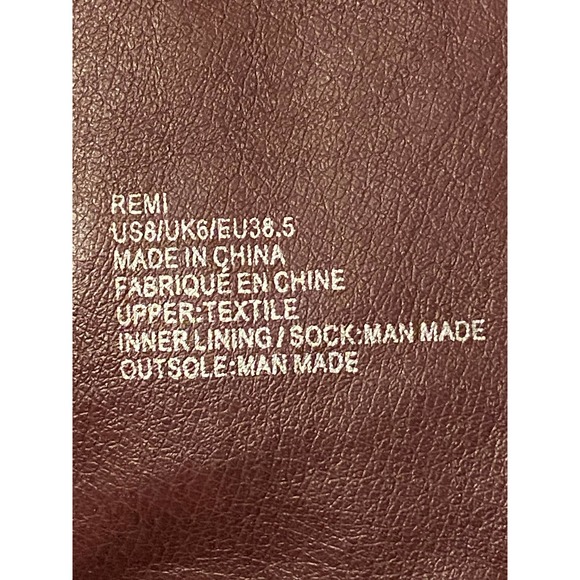 REMI
US8/UK6/EU38.5
MADE IN CHINA
FABRIQUÉ EN CHINE
UPPER:TEXTILE
INNER LINING / SOCK:MAN MADE
OUTSOLE:MAN MADE